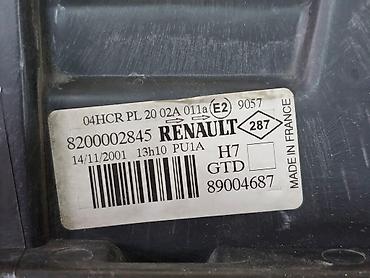 04HCR PL 20 02A 011a E2 9057
8200002845 RENAULT 287
14/11/2001 13h10 PU1A
H7
GTD
89004687
MADE IN FRANCE